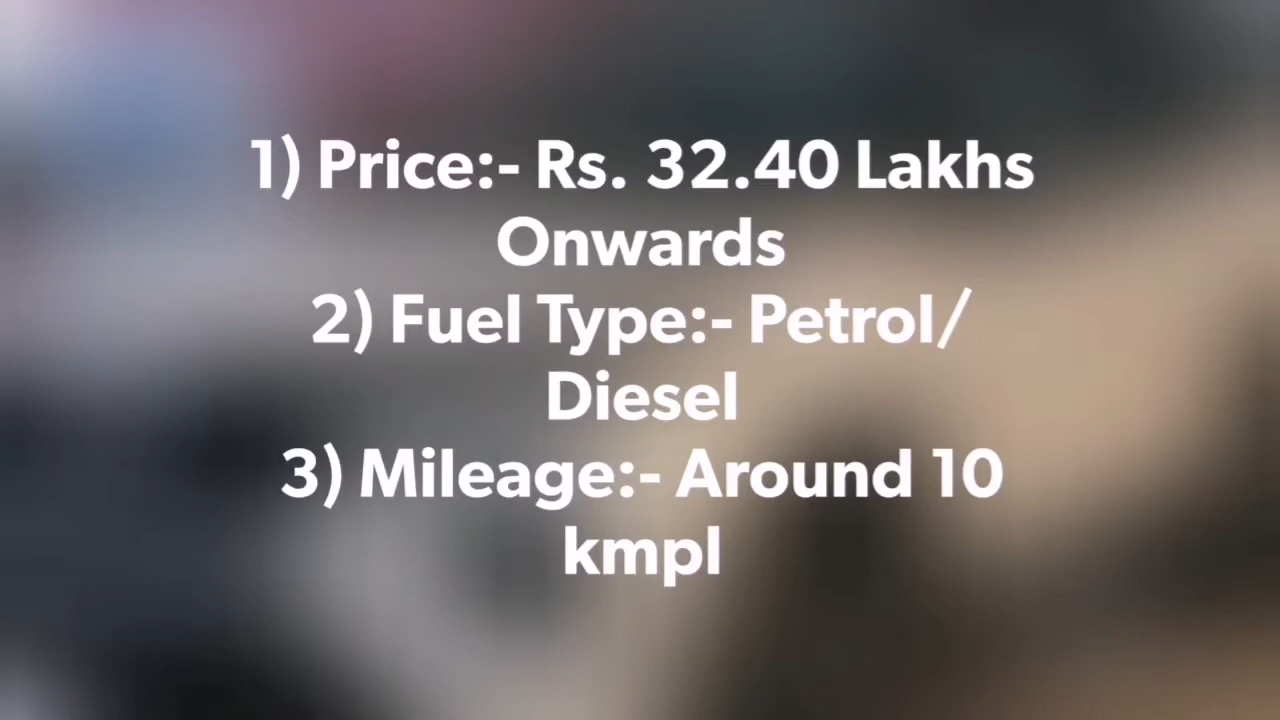 1) Price:- Rs. 32.40 Lakhs
Onwards
2) Fuel Type:- Petrol/
Diesel
3) Mileage:- Around 10
kmpl